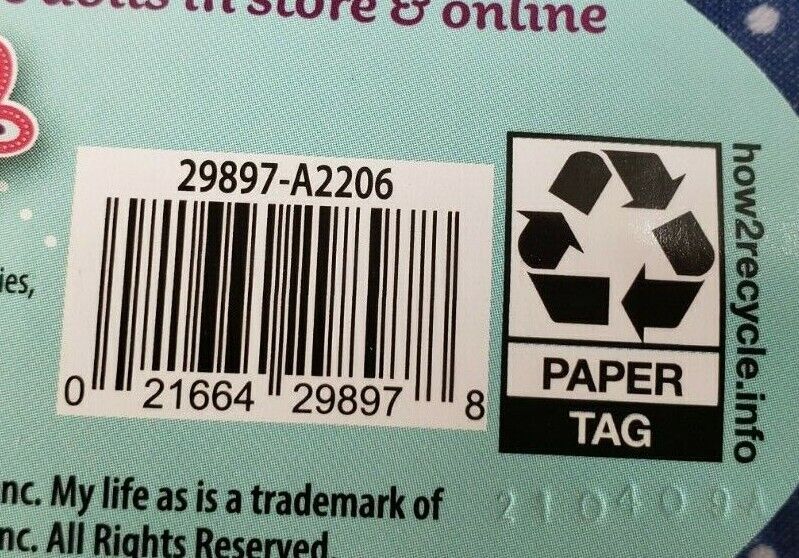 dolls in store & online
29897-A2206
0 21664 29897 8
PAPER
TAG
how2recycle.info
ies,
nc. My life as is a trademark of
nc. All Rights Reserved.
210409A